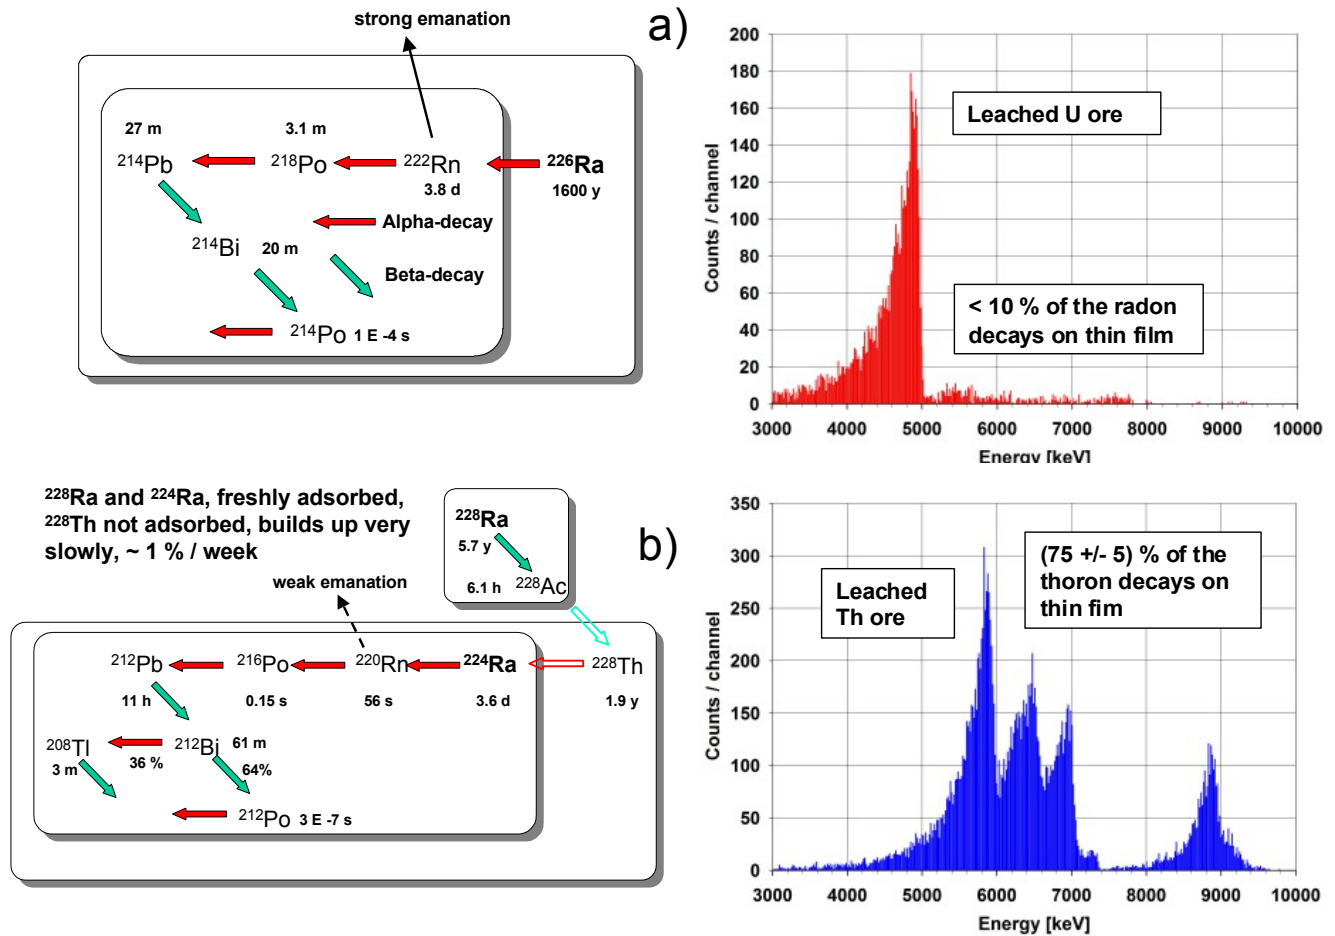 strong emanation
a)
27 m
3.1 m
²¹⁴Pb
²¹⁸Po
²²²Rn
²²⁶Ra
3.8 d
1600 y
Alpha-decay
²¹⁴Bi
20 m
Beta-decay
²¹⁴Po 1 E -4 s
200
180
160
140
120
100
80
60
40
20
0
Counts / channel
Leached U ore
< 10 % of the radon
decays on thin film
3000 4000 5000 6000 7000 8000 9000 10000
Energy [keV]
²²⁸Ra and ²²⁴Ra, freshly adsorbed,
²²⁸Th not adsorbed, builds up very
slowly, ~ 1 % / week
weak emanation
²²⁸Ra
5.7 y
6.1 h
²²⁸Ac
b)
²¹²Pb
²¹⁶Po
²²⁰Rn
²²⁴Ra
²²⁸Th
11 h
0.15 s
56 s
3.6 d
1.9 y
²⁰⁸Tl
²¹²Bi
61 m
3 m
36 %
64%
²¹²Po 3 E -7 s
350
300
250
200
150
100
50
0
Counts / channel
Leached
Th ore
(75 +/- 5) % of the
thoron decays on
thin fim
3000 4000 5000 6000 7000 8000 9000 10000
Energy [keV]